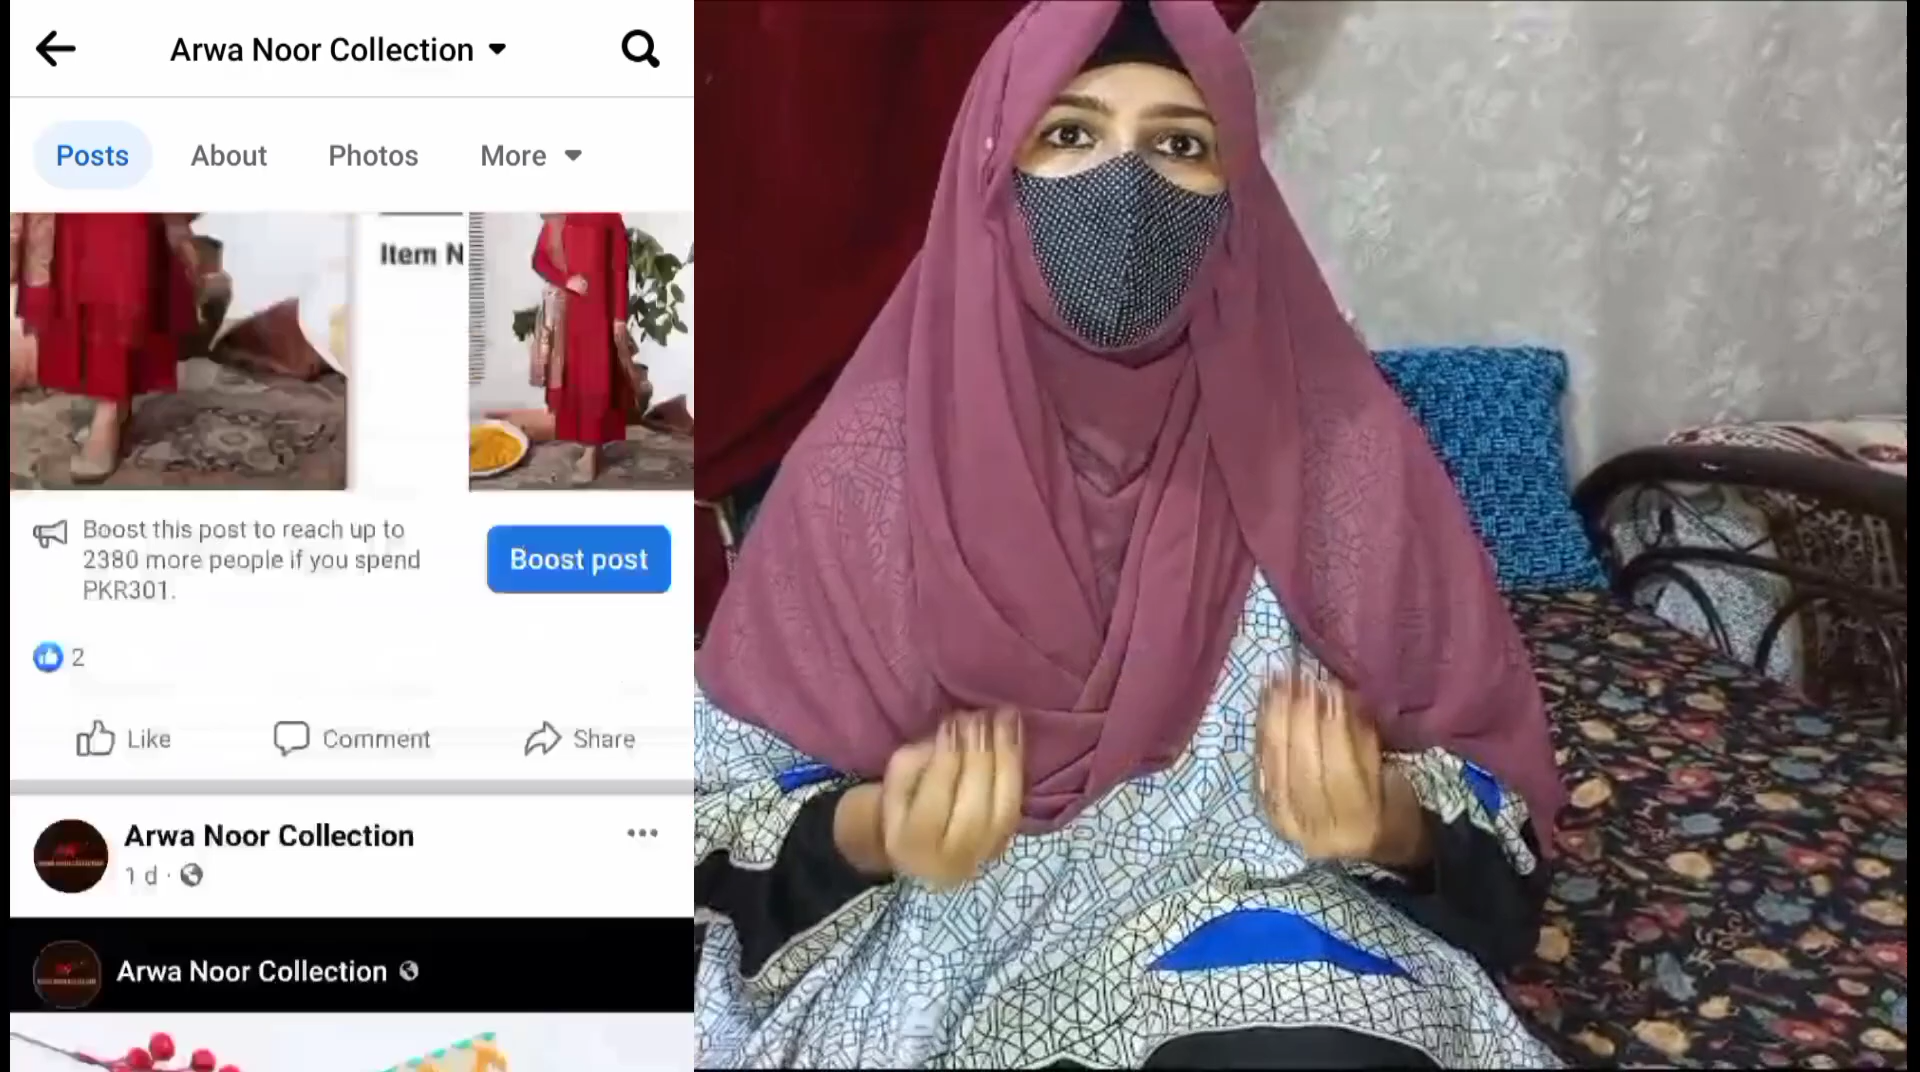 Arwa Noor Collection
Posts About Photos More
Item N
Boost this post to reach up to
2380 more people if you spend
PKR301.
Boost post
2
Like Comment Share
Arwa Noor Collection
1 d ·
Arwa Noor Collection